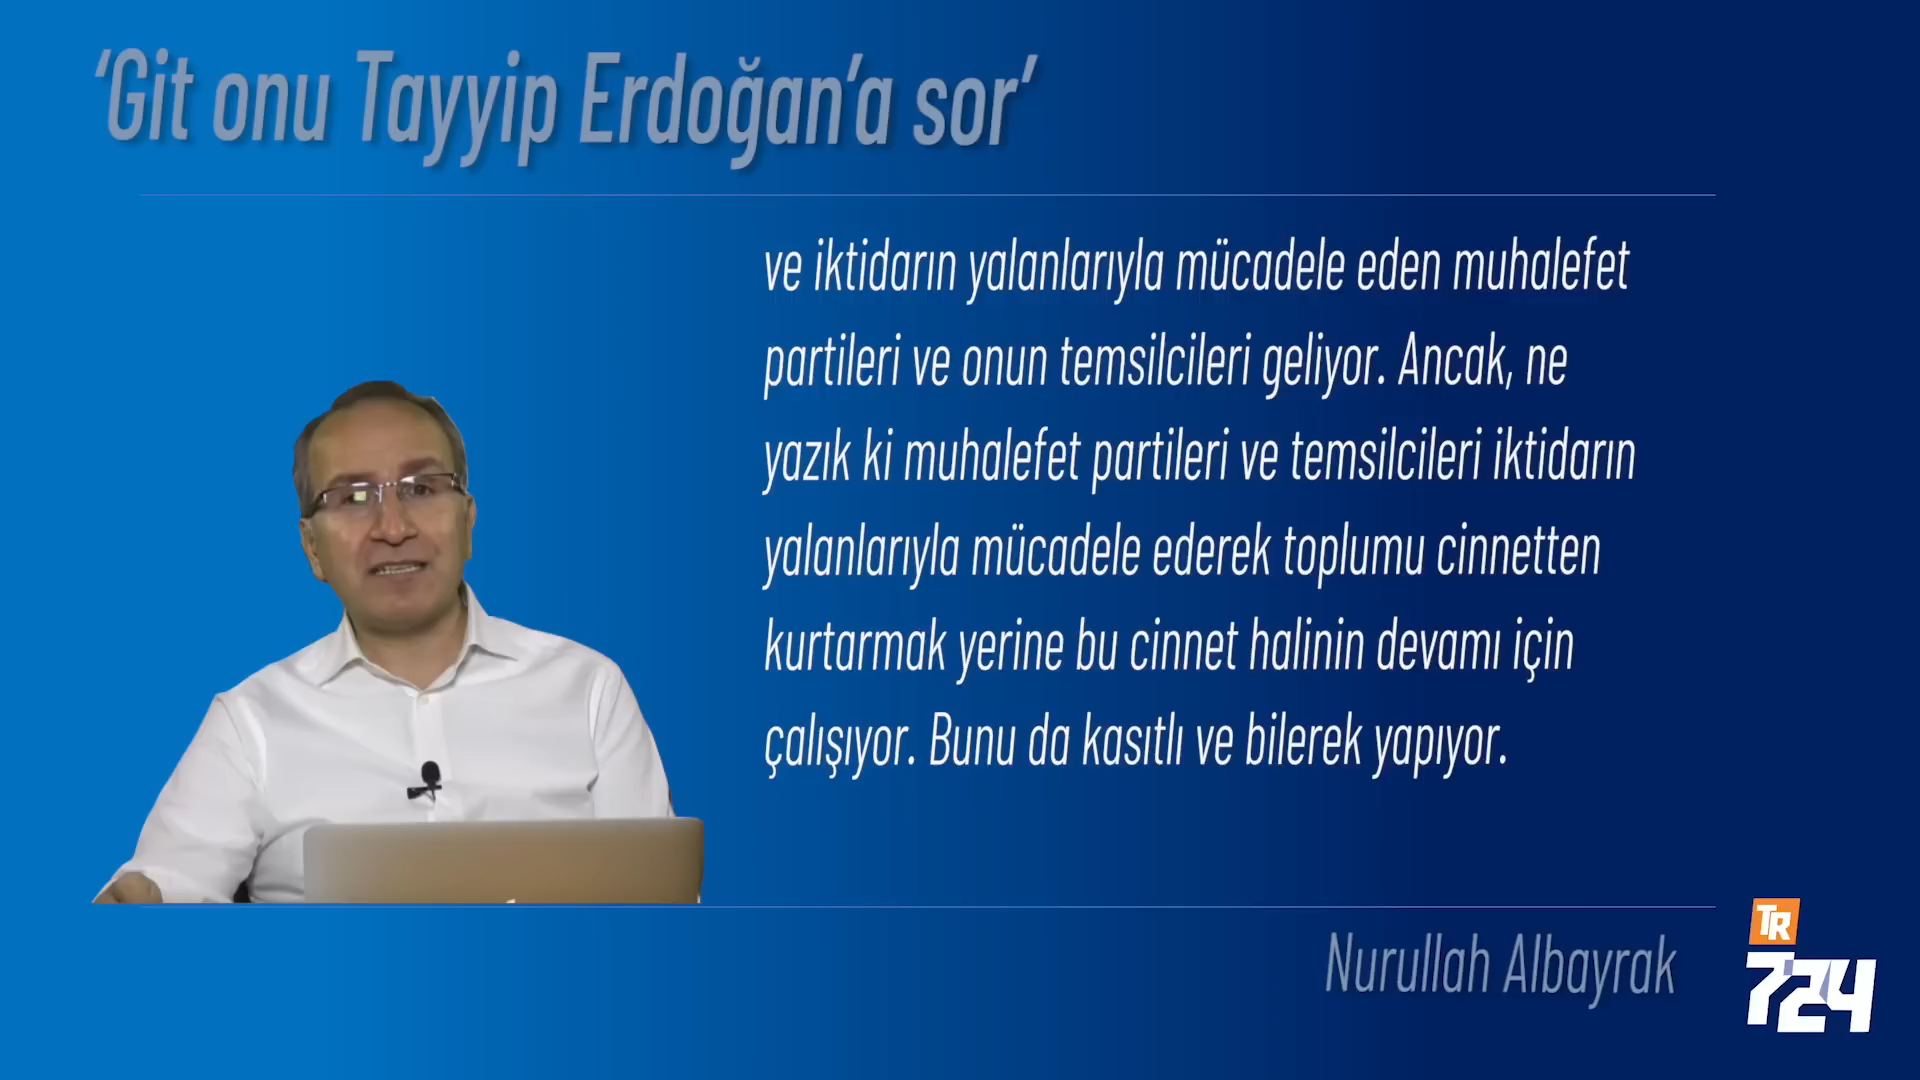 ‘Git onu Tayyip Erdoğan’a sor’
ve iktidarın yalanlarıyla mücadele eden muhalefet
partileri ve onun temsilcileri geliyor. Ancak, ne
yazık ki muhalefet partileri ve temsilcileri iktidarın
yalanlarıyla mücadele ederek toplumu cinnetten
kurtarmak yerine bu cinnet halinin devamı için
çalışıyor. Bunu da kasıtlı ve bilerek yapıyor.
Nurullah Albayrak
TR
724